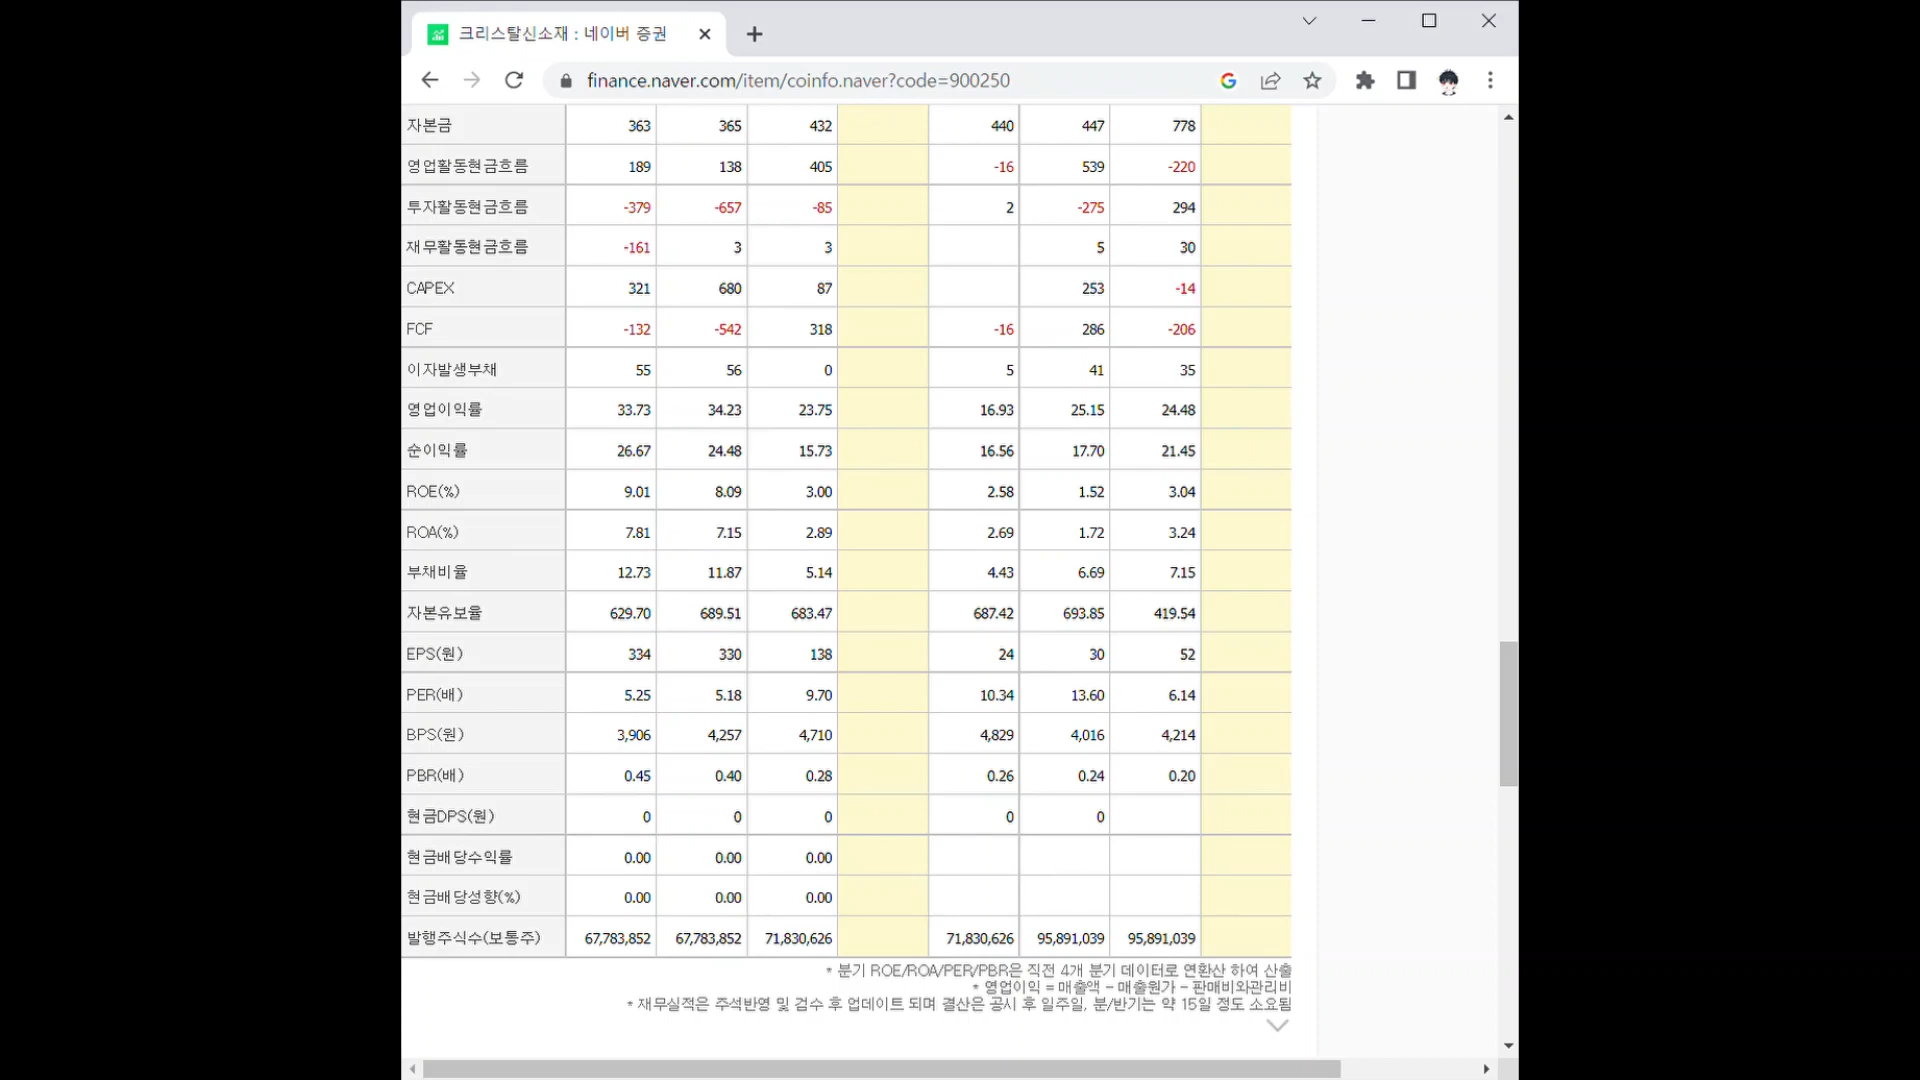 크리스탈신소재 : 네이버 증권
finance.naver.com/item/coinfo.naver?code=900250
자본금 363 365 432 440 447 778
영업활동현금흐름 189 138 405 -16 539 -220
투자활동현금흐름 -379 -657 -85 2 -275 294
재무활동현금흐름 -161 3 3 5 30
CAPEX 321 680 87 253 -14
FCF -132 -542 318 -16 286 -206
이자발생부채 55 56 0 5 41 35
영업이익률 33.73 34.23 23.75 16.93 25.15 24.48
순이익률 26.67 24.48 15.73 16.56 17.70 21.45
ROE(%) 9.01 8.09 3.00 2.58 1.52 3.04
ROA(%) 7.81 7.15 2.89 2.69 1.72 3.24
부채비율 12.73 11.87 5.14 4.43 6.69 7.15
자본유보율 629.70 689.51 683.47 687.42 693.85 419.54
EPS(원) 334 330 138 24 30 52
PER(배) 5.25 5.18 9.70 10.34 13.60 6.14
BPS(원) 3,906 4,257 4,710 4,829 4,016 4,214
PBR(배) 0.45 0.40 0.28 0.26 0.24 0.20
현금DPS(원) 0 0 0 0 0
현금배당수익률 0.00 0.00 0.00
현금배당성향(%) 0.00 0.00 0.00
발행주식수(보통주) 67,783,852 67,783,852 71,830,626 71,830,626 95,891,039 95,891,039
* 분기 ROE/ROA/PER/PBR은 직전 4개 분기 데이터로 연환산 하여 산출
* 영업이익 = 매출액 - 매출원가 - 판매비와관리비
* 재무실적은 주석반영 및 검수 후 업데이트 되며 결산은 공시 후 일주일, 분/반기는 약 15일 정도 소요됨